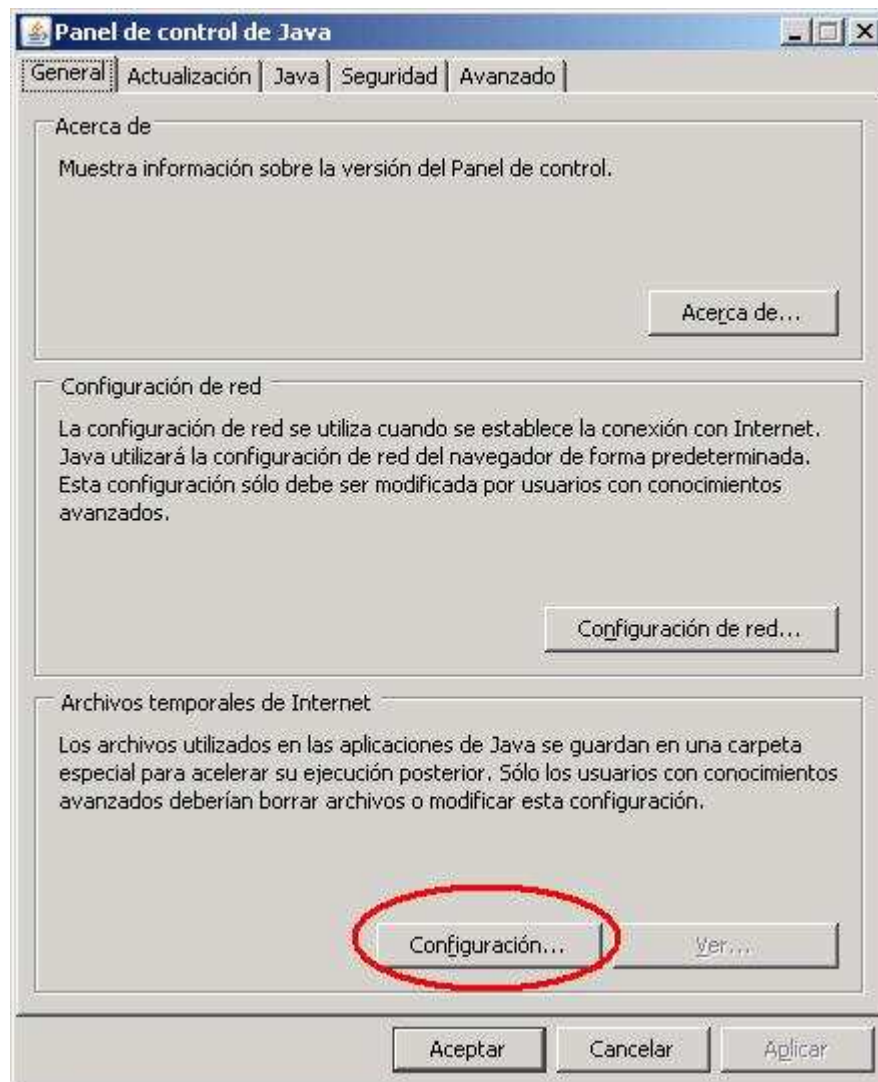 Panel de control de Java
General Actualización Java Seguridad Avanzado
Acerca de
Muestra información sobre la versión del Panel de control.
Acerca de...
Configuración de red
La configuración de red se utiliza cuando se establece la conexión con Internet.
Java utilizará la configuración de red del navegador de forma predeterminada.
Esta configuración sólo debe ser modificada por usuarios con conocimientos
avanzados.
Configuración de red...
Archivos temporales de Internet
Los archivos utilizados en las aplicaciones de Java se guardan en una carpeta
especial para acelerar su ejecución posterior. Sólo los usuarios con conocimientos
avanzados deberían borrar archivos o modificar esta configuración.
Configuración... Ver...
Aceptar Cancelar Aplicar